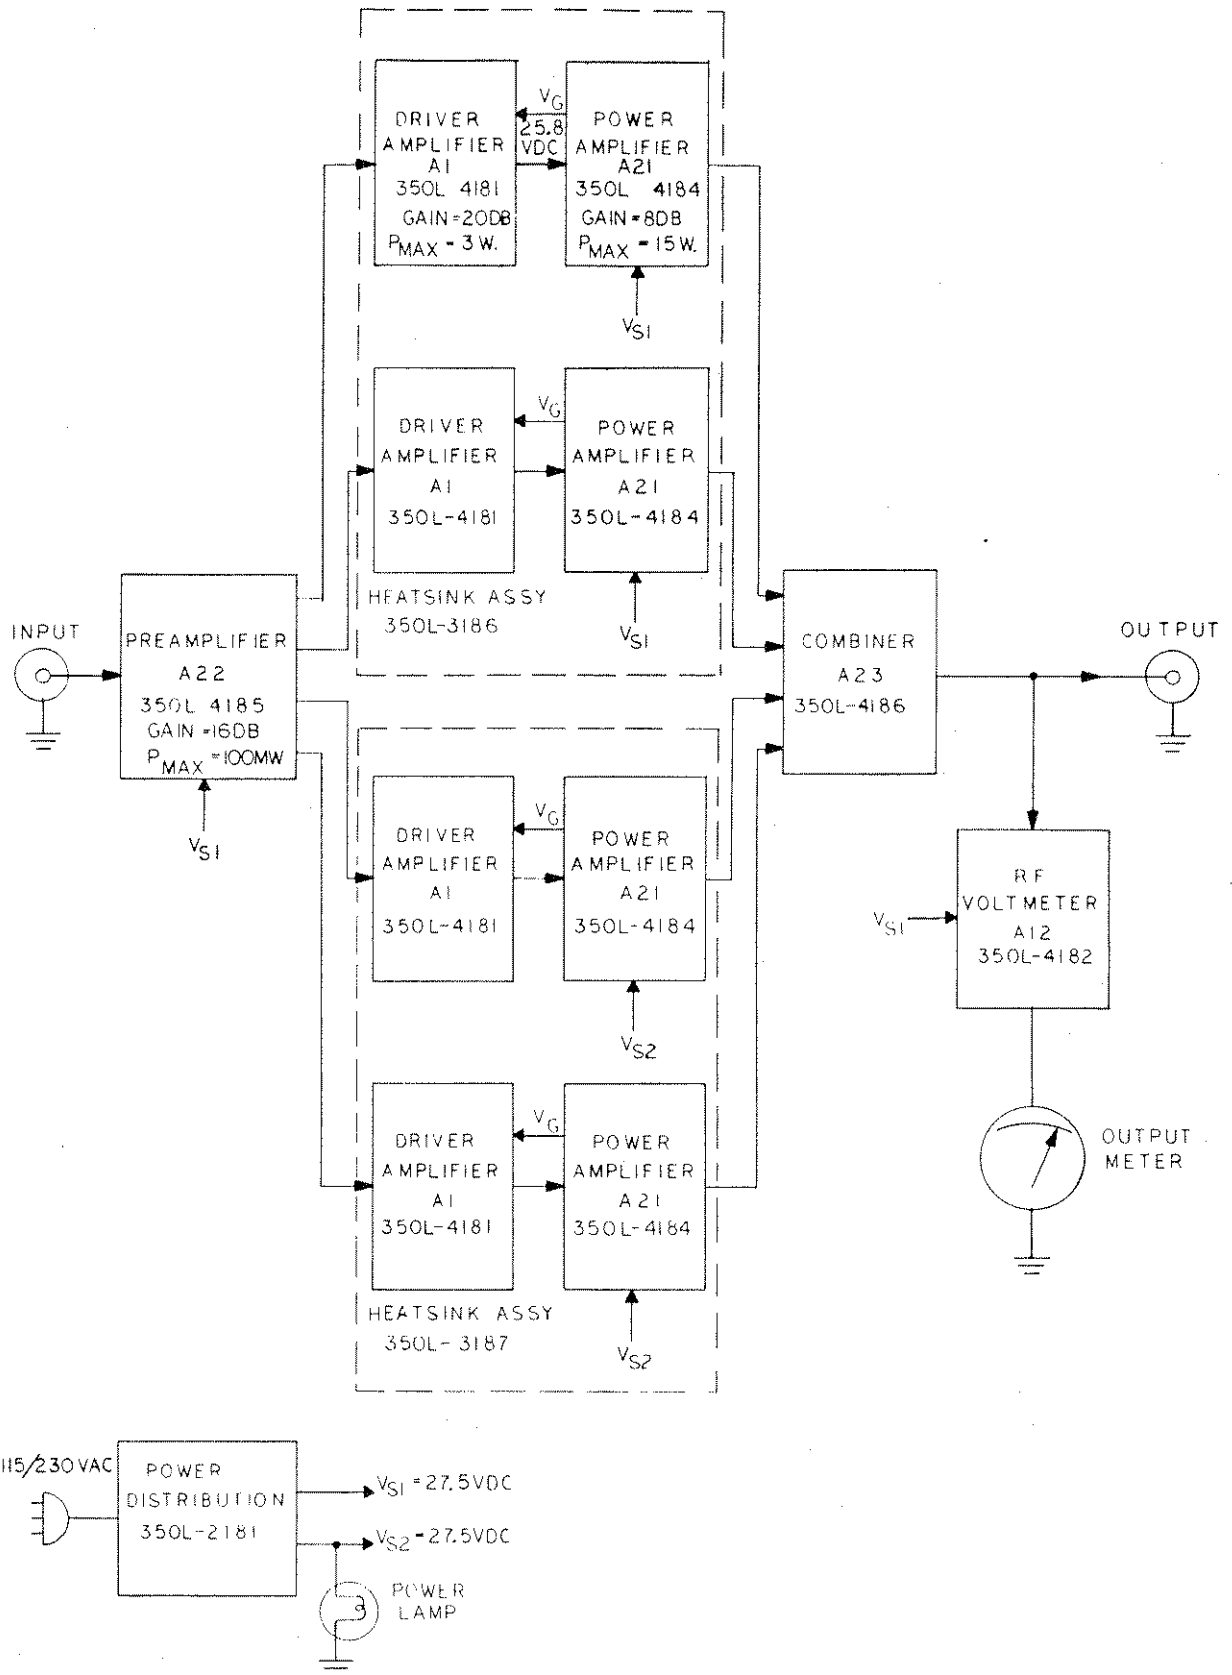 DRIVER
AMPLIFIER
A1
350L 4181
GAIN = 20DB
PMAX = 3 W.
VG
25.8
VDC
POWER
AMPLIFIER
A21
350L 4184
GAIN = 8DB
PMAX = 15 W.
VS1
DRIVER
AMPLIFIER
A1
350L-4181
VG
POWER
AMPLIFIER
A21
350L-4184
HEATSINK ASSY
350L-3186
VS1
INPUT
PREAMPLIFIER
A22
350L 4185
GAIN =16DB
PMAX =100MW
VS1
COMBINER
A23
350L-4186
OUTPUT
DRIVER
AMPLIFIER
A1
350L-4181
VG
POWER
AMPLIFIER
A21
350L-4184
VS2
VS1
RF
VOLTMETER
A12
350L-4182
DRIVER
AMPLIFIER
A1
350L-4181
VG
POWER
AMPLIFIER
A21
350L-4184
OUTPUT
METER
HEATSINK ASSY
350L-3187
VS2
115/230VAC
POWER
DISTRIBUTION
350L-2181
VS1 = 27.5VDC
VS2 = 27.5VDC
POWER
LAMP